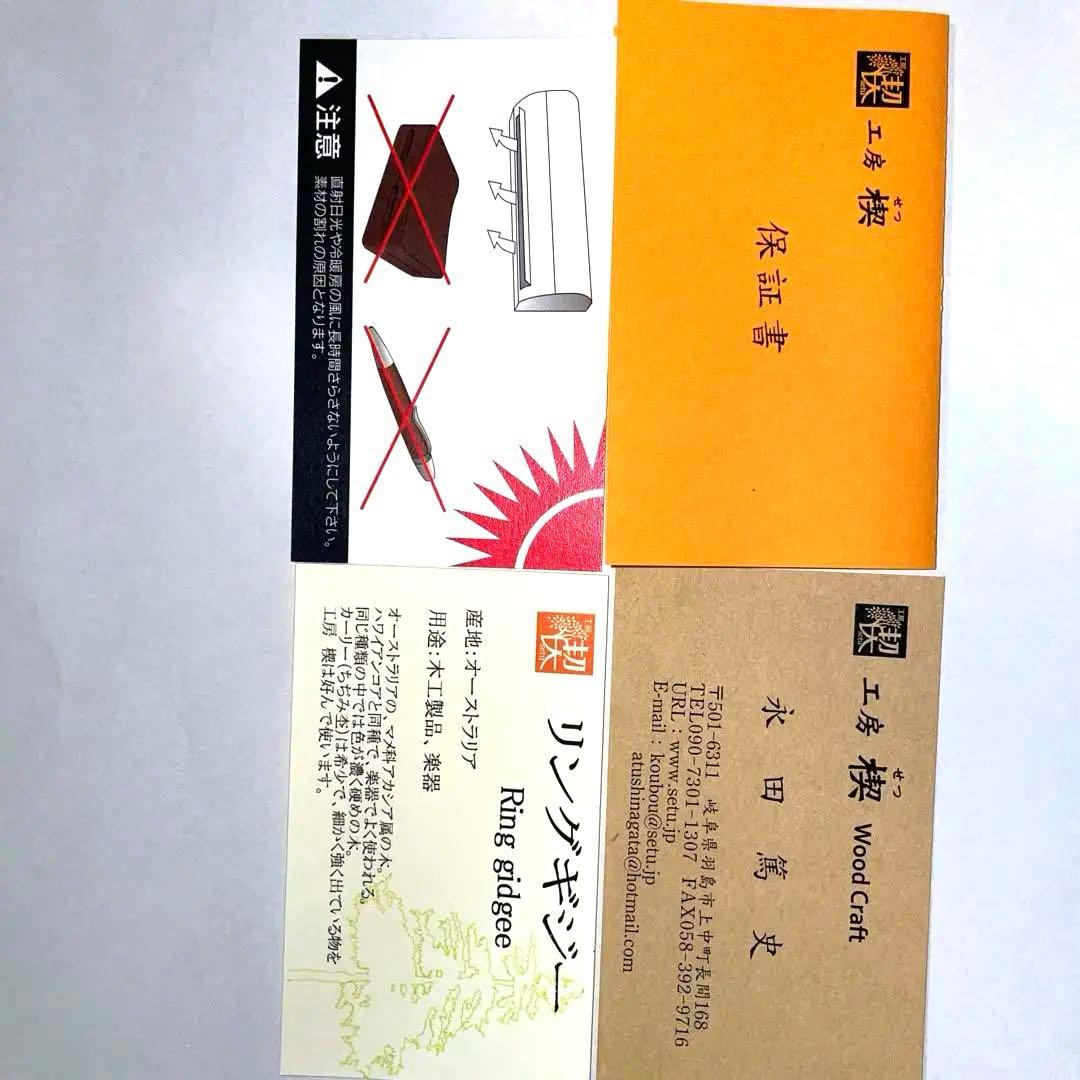 注意
直射日光や冷暖房の風に長時間さらさないようにして下さい。
素材の割れの原因となります。
工房 楔
せつ
保証書
工房
楔
setu
リングギジー
Ring gidgee
産地:オーストラリア
用途:木工製品、楽器
オーストラリアの、マメ科アカシア属の木。
ハワイアンコアと同種で、楽器でよく使われる。
同じ種類の中では色が濃く硬めの木。
カーリー(ちぢみ杢)は希少で、細かく強く出ている物を
工房 楔は好んで使います。
工房 楔 Wood Craft
せつ
永田篤史
〒501-6311 岐阜県羽島市上中町長間168
TEL090-7301-1307 FAX058-392-9716
URL:www.setu.jp
E-mail:koubou@setu.jp
atushinagata@hotmail.com